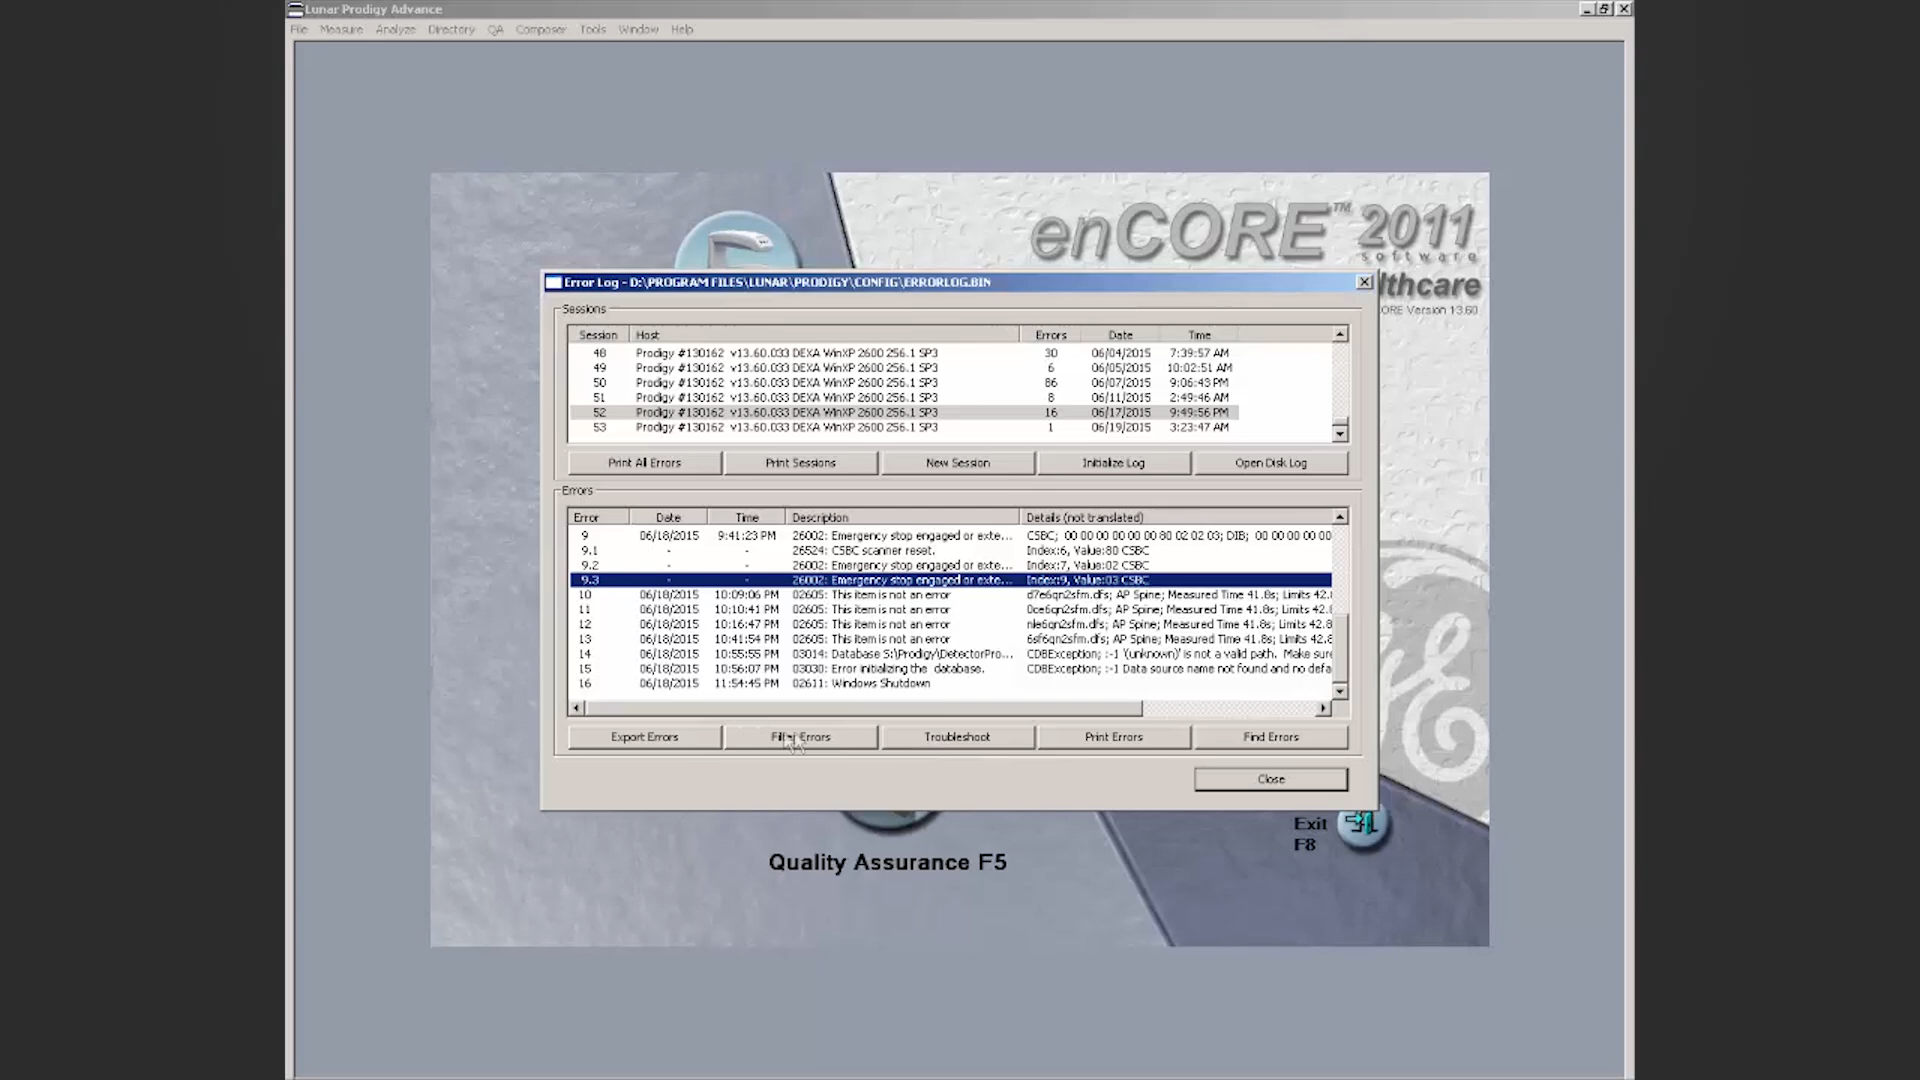 Lunar Prodigy Advance
File Measure Analyze Directory QA Composer Tools Window Help
enCORE™ 2011
software
lthcare
ORE Version 13.60
Error Log - D:\PROGRAM FILES\LUNAR\PRODIGY\CONFIG\ERRORLOG.BIN
Sessions
Session Host Errors Date Time
48 Prodigy #130162 v13.60.033 DEXA WinXP 2600 256.1 SP3 30 06/04/2015 7:39:57 AM
49 Prodigy #130162 v13.60.033 DEXA WinXP 2600 256.1 SP3 6 06/05/2015 10:02:51 AM
50 Prodigy #130162 v13.60.033 DEXA WinXP 2600 256.1 SP3 86 06/07/2015 9:06:43 PM
51 Prodigy #130162 v13.60.033 DEXA WinXP 2600 256.1 SP3 8 06/11/2015 2:49:46 AM
52 Prodigy #130162 v13.60.033 DEXA WinXP 2600 256.1 SP3 16 06/17/2015 9:49:56 PM
53 Prodigy #130162 v13.60.033 DEXA WinXP 2600 256.1 SP3 1 06/19/2015 3:23:47 AM
Print All Errors Print Sessions New Session Initialize Log Open Disk Log
Errors
Error Date Time Description Details (not translated)
9 06/18/2015 9:41:23 PM 26002: Emergency stop engaged or exte... CSBC; 00 00 00 00 00 00 80 02 02 03; DIB; 00 00 00 00 00
9.1 - - 26524: CSBC scanner reset. Index:6, Value:80 CSBC
9.2 - - 26002: Emergency stop engaged or exte... Index:7, Value:02 CSBC
9.3 - - 26002: Emergency stop engaged or exte... Index:9, Value:03 CSBC
10 06/18/2015 10:09:06 PM 02605: This item is not an error d7e6qn2sfm.dfs; AP Spine; Measured Time 41.8s; Limits 42.8
11 06/18/2015 10:10:41 PM 02605: This item is not an error 0ce6qn2sfm.dfs; AP Spine; Measured Time 41.8s; Limits 42.8
12 06/18/2015 10:16:47 PM 02605: This item is not an error nle6qn2sfm.dfs; AP Spine; Measured Time 41.8s; Limits 42.8
13 06/18/2015 10:41:54 PM 02605: This item is not an error 6sf6qn2sfm.dfs; AP Spine; Measured Time 41.8s; Limits 42.8
14 06/18/2015 10:55:55 PM 03014: Database S:\Prodigy\DetectorPro... CDBException; :-1 '(unknown)' is not a valid path. Make sure
15 06/18/2015 10:56:07 PM 03030: Error initializing the database. CDBException; :-1 Data source name not found and no defa
16 06/18/2015 11:54:45 PM 02611: Windows Shutdown
Export Errors Filter Errors Troubleshoot Print Errors Find Errors
Close
Exit
F8
Quality Assurance F5